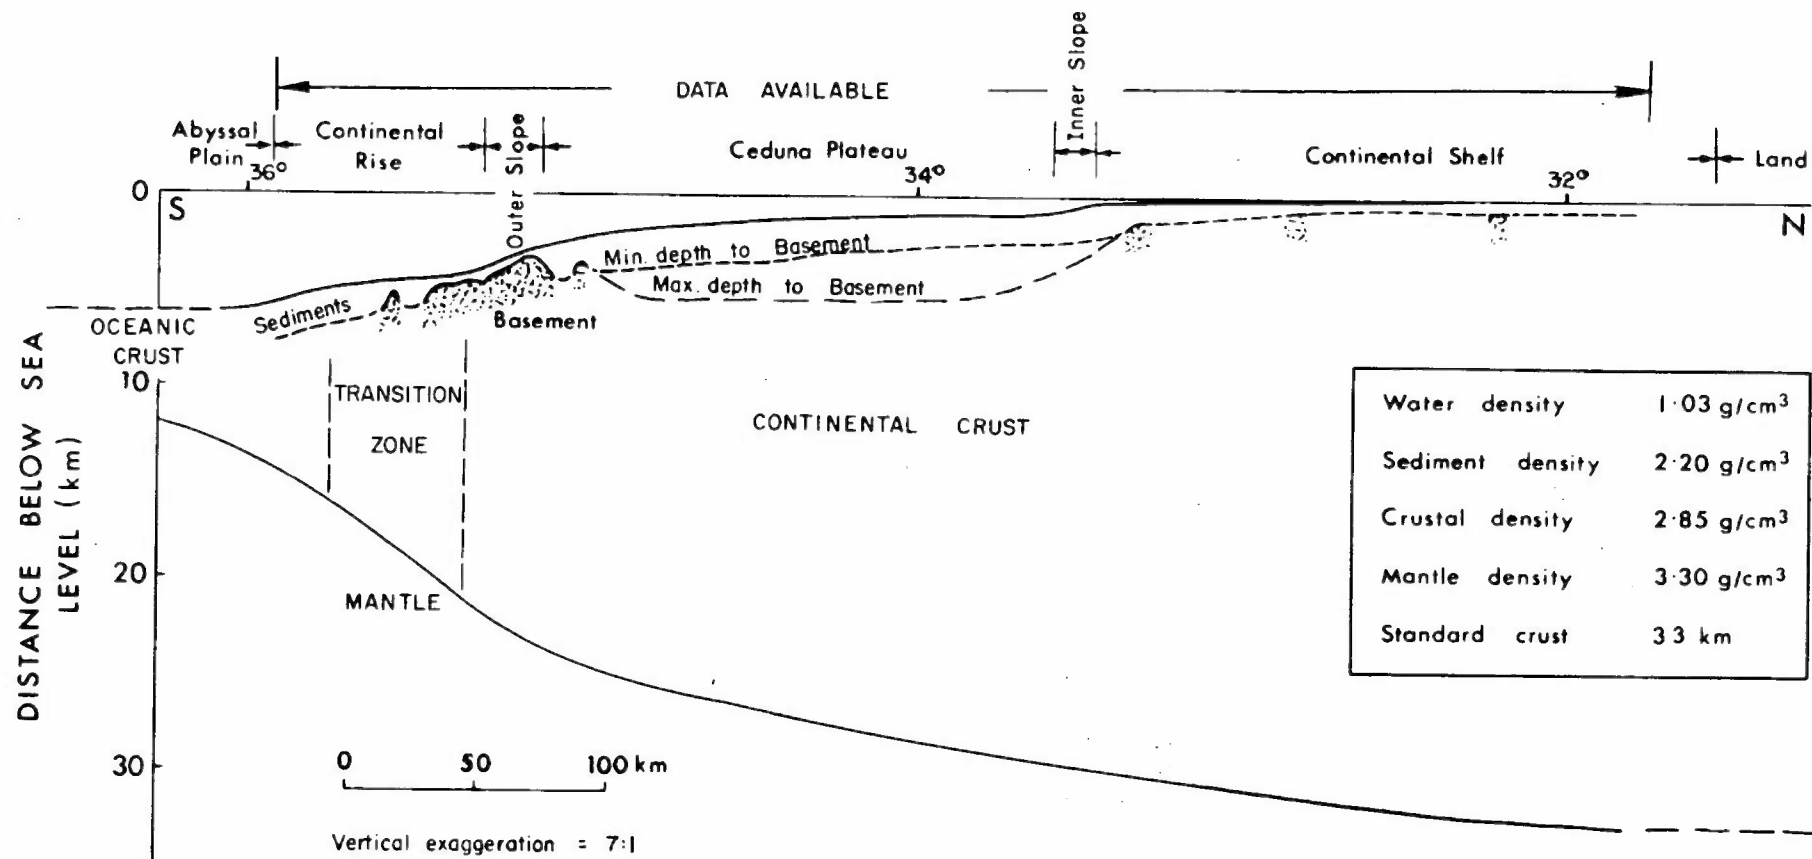 DATA AVAILABLE
Inner Slope
Abyssal
Plain
Continental
Rise
Outer Slope
Ceduna Plateau
Continental Shelf
Land
36°
34°
32°
0
S
N
Min. depth to Basement
Max. depth to Basement
Sediments
Basement
OCEANIC
CRUST
10
TRANSITION
ZONE
CONTINENTAL CRUST
20
MANTLE
30
DISTANCE BELOW SEA
LEVEL (km)
Water density 1·03 g/cm³
Sediment density 2·20 g/cm³
Crustal density 2·85 g/cm³
Mantle density 3·30 g/cm³
Standard crust 33 km
0 50 100 km
Vertical exaggeration = 7:1